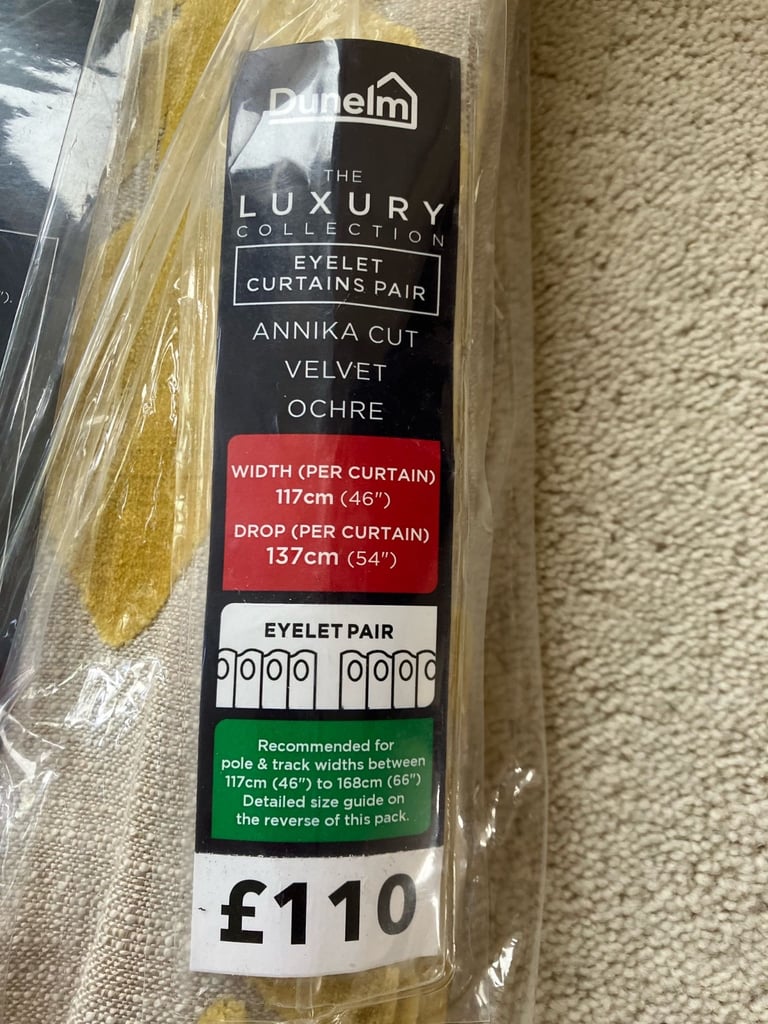 Dunelm
THE
LUXURY
COLLECTION
EYELET
CURTAINS PAIR
ANNIKA CUT
VELVET
OCHRE
WIDTH (PER CURTAIN)
117cm (46")
DROP (PER CURTAIN)
137cm (54")
EYELET PAIR
Recommended for
pole & track widths between
117cm (46") to 168cm (66")
Detailed size guide on
the reverse of this pack.
£110
").